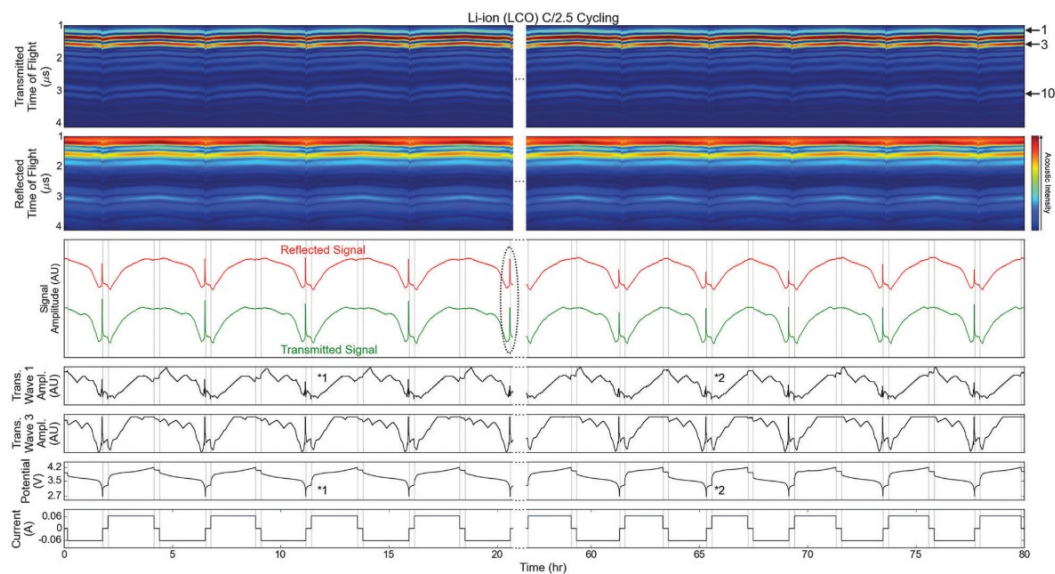 Li-ion (LCO) C/2.5 Cycling
Transmitted
Time of Flight
(μs)
1
2
3
4
...
1
3
10
Reflected
Time of Flight
(μs)
1
2
3
4
...
Acoustic Intensity
Signal
Amplitude (AU)
Reflected Signal
Transmitted Signal
Trans.
Wave 1
Ampl.
(AU)
*1
*2
Trans.
Wave 3
Ampl.
(AU)
Potential
(V)
4.2
3.5
2.7
*1
*2
Current
(A)
0.06
0
-0.06
0 5 10 15 20 60 65 70 75 80
Time (hr)